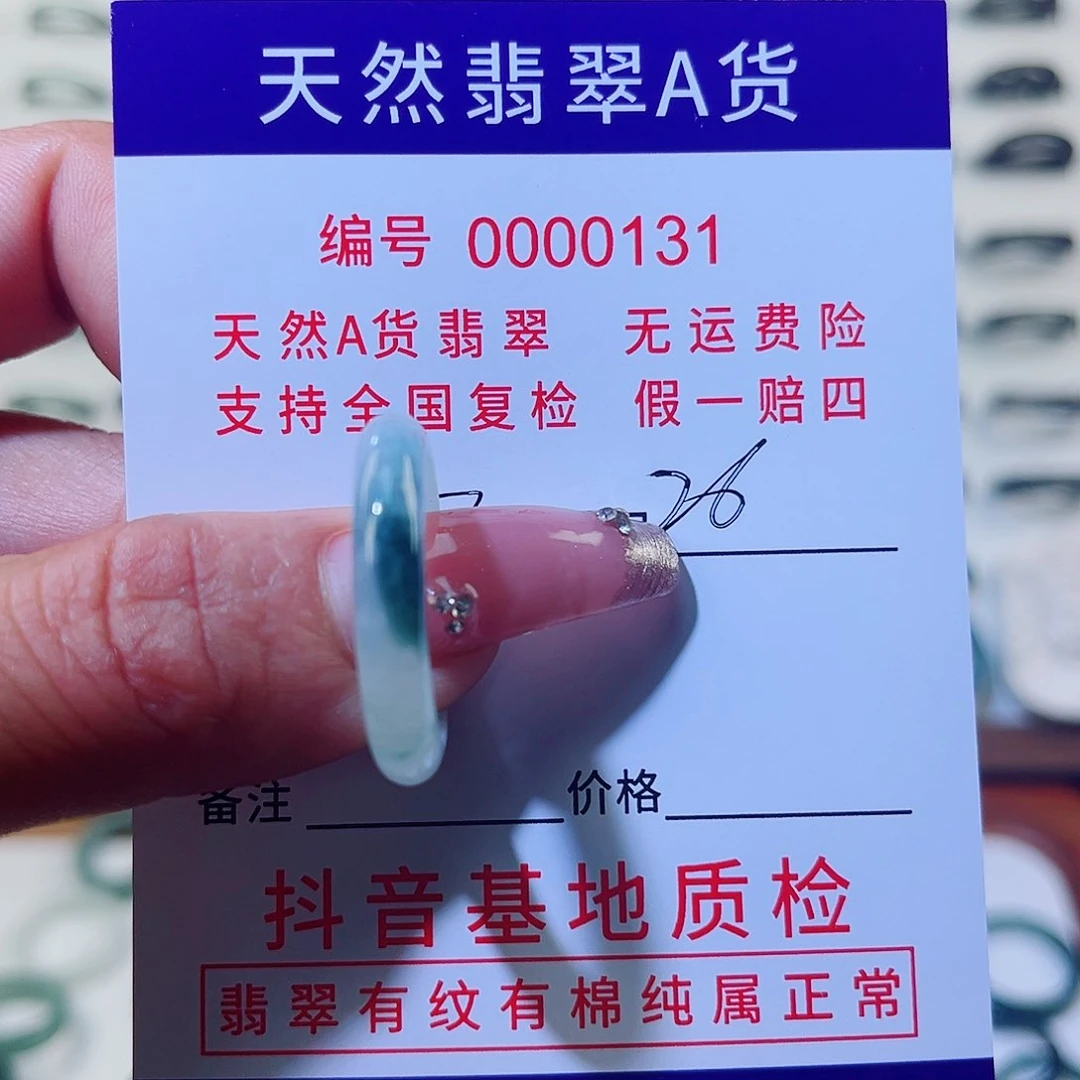 天然翡翠A货
编号 0000131
天然A货翡翠 无运费险
支持全国复检 假一赔四
26
备注 价格
抖音基地质检
翡翠有纹有棉纯属正常